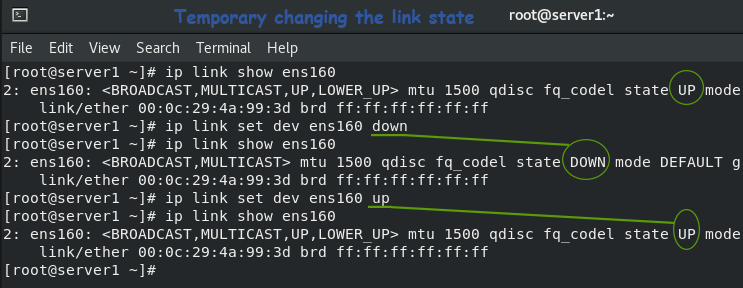 Temporary changing the link state
root@server1:~
File Edit View Search Terminal Help
[root@server1 ~]# ip link show ens160
2: ens160: <BROADCAST,MULTICAST,UP,LOWER_UP> mtu 1500 qdisc fq_codel state UP mode
    link/ether 00:0c:29:4a:99:3d brd ff:ff:ff:ff:ff:ff
[root@server1 ~]# ip link set dev ens160 down
[root@server1 ~]# ip link show ens160
2: ens160: <BROADCAST,MULTICAST> mtu 1500 qdisc fq_codel state DOWN mode DEFAULT g
    link/ether 00:0c:29:4a:99:3d brd ff:ff:ff:ff:ff:ff
[root@server1 ~]# ip link set dev ens160 up
[root@server1 ~]# ip link show ens160
2: ens160: <BROADCAST,MULTICAST,UP,LOWER_UP> mtu 1500 qdisc fq_codel state UP mode
    link/ether 00:0c:29:4a:99:3d brd ff:ff:ff:ff:ff:ff
[root@server1 ~]#